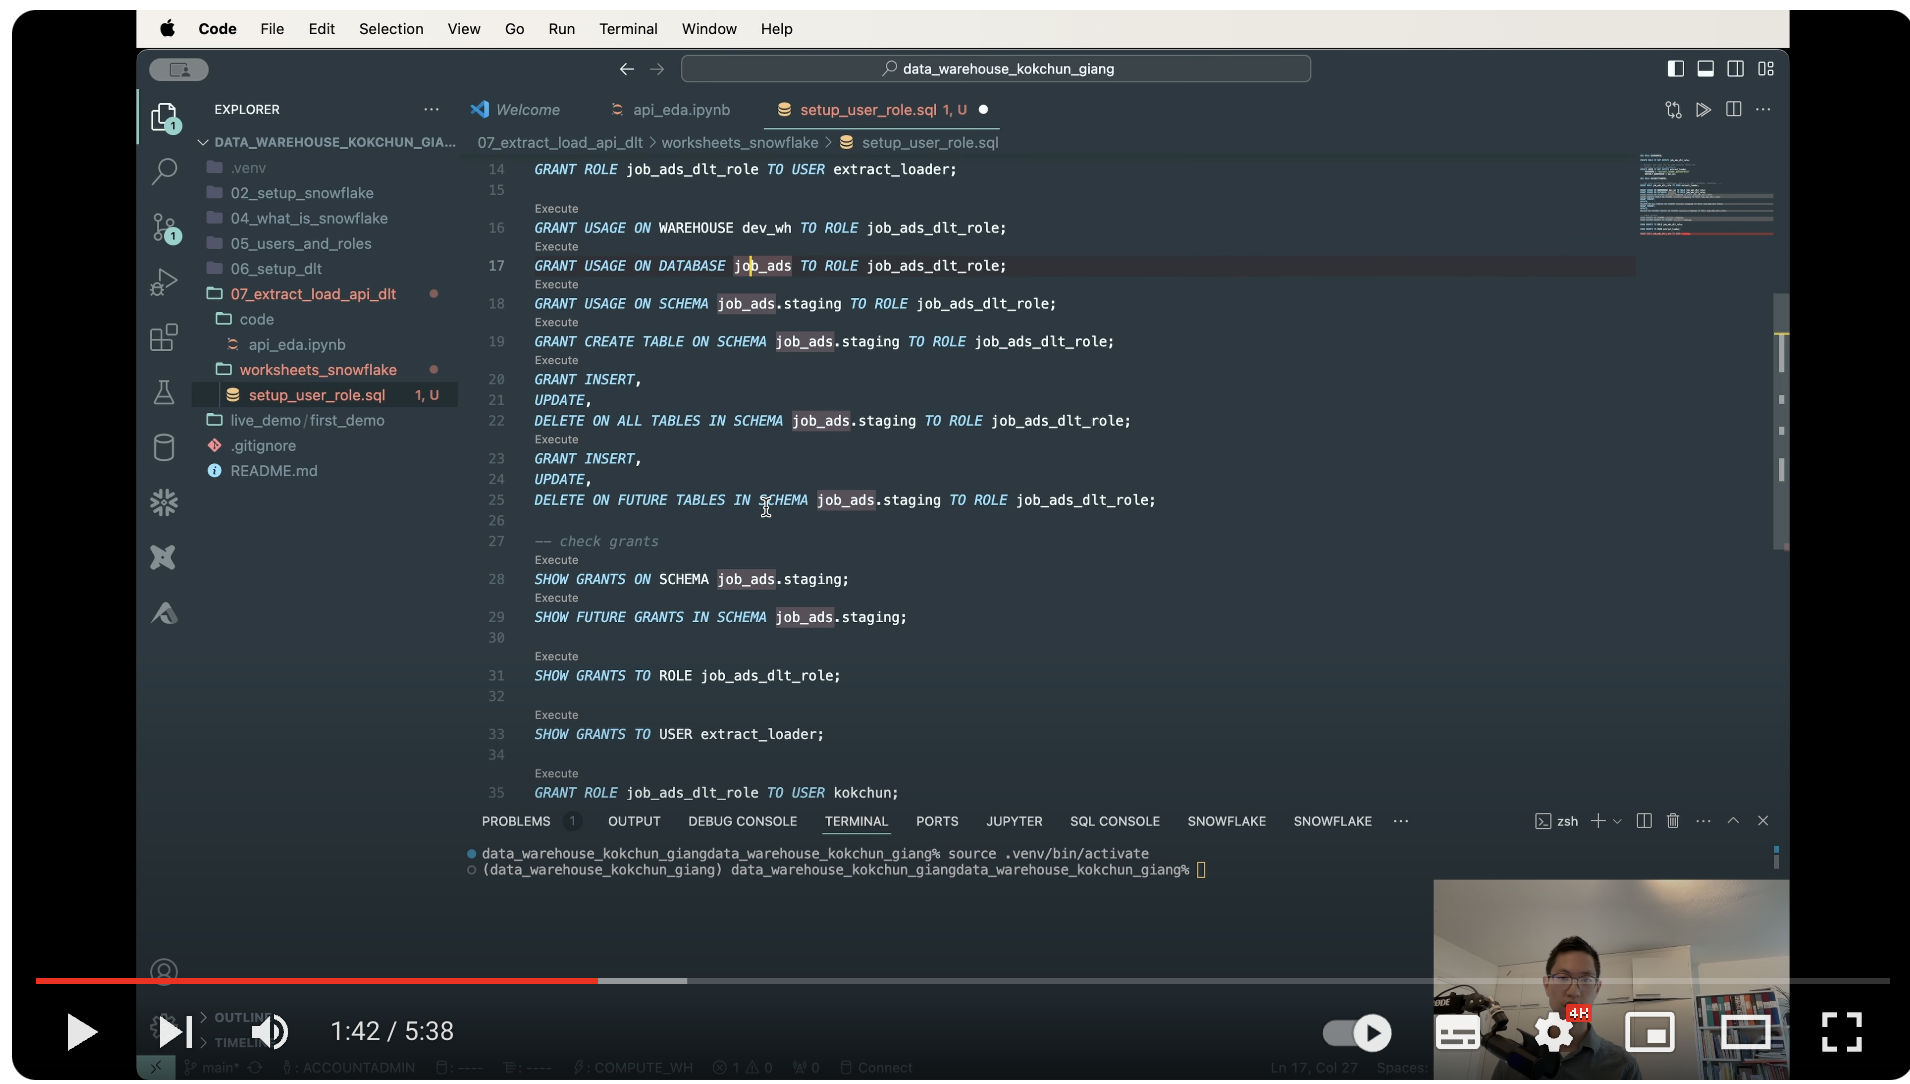 Code File Edit Selection View Go Run Terminal Window Help
data_warehouse_kokchun_giang
EXPLORER
Welcome
api_eda.ipynb
setup_user_role.sql 1, U
DATA_WAREHOUSE_KOKCHUN_GIA...
.venv
02_setup_snowflake
04_what_is_snowflake
05_users_and_roles
06_setup_dlt
07_extract_load_api_dlt
code
api_eda.ipynb
worksheets_snowflake
setup_user_role.sql 1, U
live_demo / first_demo
.gitignore
README.md
1
1
07_extract_load_api_dlt > worksheets_snowflake > setup_user_role.sql
14 GRANT ROLE job_ads_dlt_role TO USER extract_loader;
15
Execute
16 GRANT USAGE ON WAREHOUSE dev_wh TO ROLE job_ads_dlt_role;
Execute
17 GRANT USAGE ON DATABASE job_ads TO ROLE job_ads_dlt_role;
Execute
18 GRANT USAGE ON SCHEMA job_ads.staging TO ROLE job_ads_dlt_role;
Execute
19 GRANT CREATE TABLE ON SCHEMA job_ads.staging TO ROLE job_ads_dlt_role;
Execute
20 GRANT INSERT,
21 UPDATE,
22 DELETE ON ALL TABLES IN SCHEMA job_ads.staging TO ROLE job_ads_dlt_role;
Execute
23 GRANT INSERT,
24 UPDATE,
25 DELETE ON FUTURE TABLES IN SCHEMA job_ads.staging TO ROLE job_ads_dlt_role;
26
27 -- check grants
Execute
28 SHOW GRANTS ON SCHEMA job_ads.staging;
Execute
29 SHOW FUTURE GRANTS IN SCHEMA job_ads.staging;
30
Execute
31 SHOW GRANTS TO ROLE job_ads_dlt_role;
32
Execute
33 SHOW GRANTS TO USER extract_loader;
34
Execute
35 GRANT ROLE job_ads_dlt_role TO USER kokchun;
PROBLEMS 1 OUTPUT DEBUG CONSOLE TERMINAL PORTS JUPYTER SQL CONSOLE SNOWFLAKE SNOWFLAKE ... zsh
data_warehouse_kokchun_giangdata_warehouse_kokchun_giang% source .venv/bin/activate
(data_warehouse_kokchun_giang) data_warehouse_kokchun_giangdata_warehouse_kokchun_giang%
OUTLINE
1:42 / 5:38
4K
TIMELINE
main* : ACCOUNTADMIN : ---- : ---- : COMPUTE_WH 1 0 0 Connect Ln 17, Col 27 Spaces: